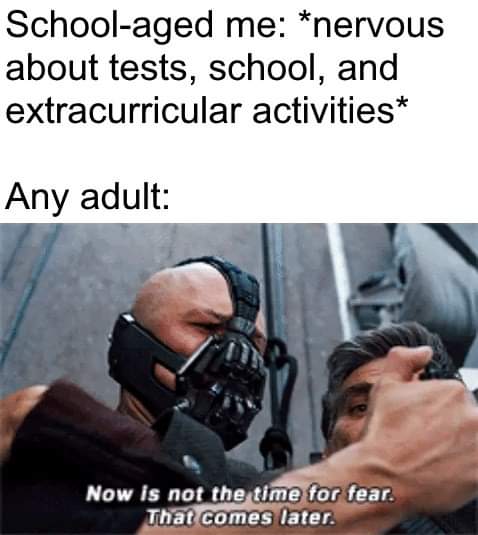 School-aged me: *nervous
about tests, school, and
extracurricular activities*
Any adult:
Now is not the time for fear.
That comes later.